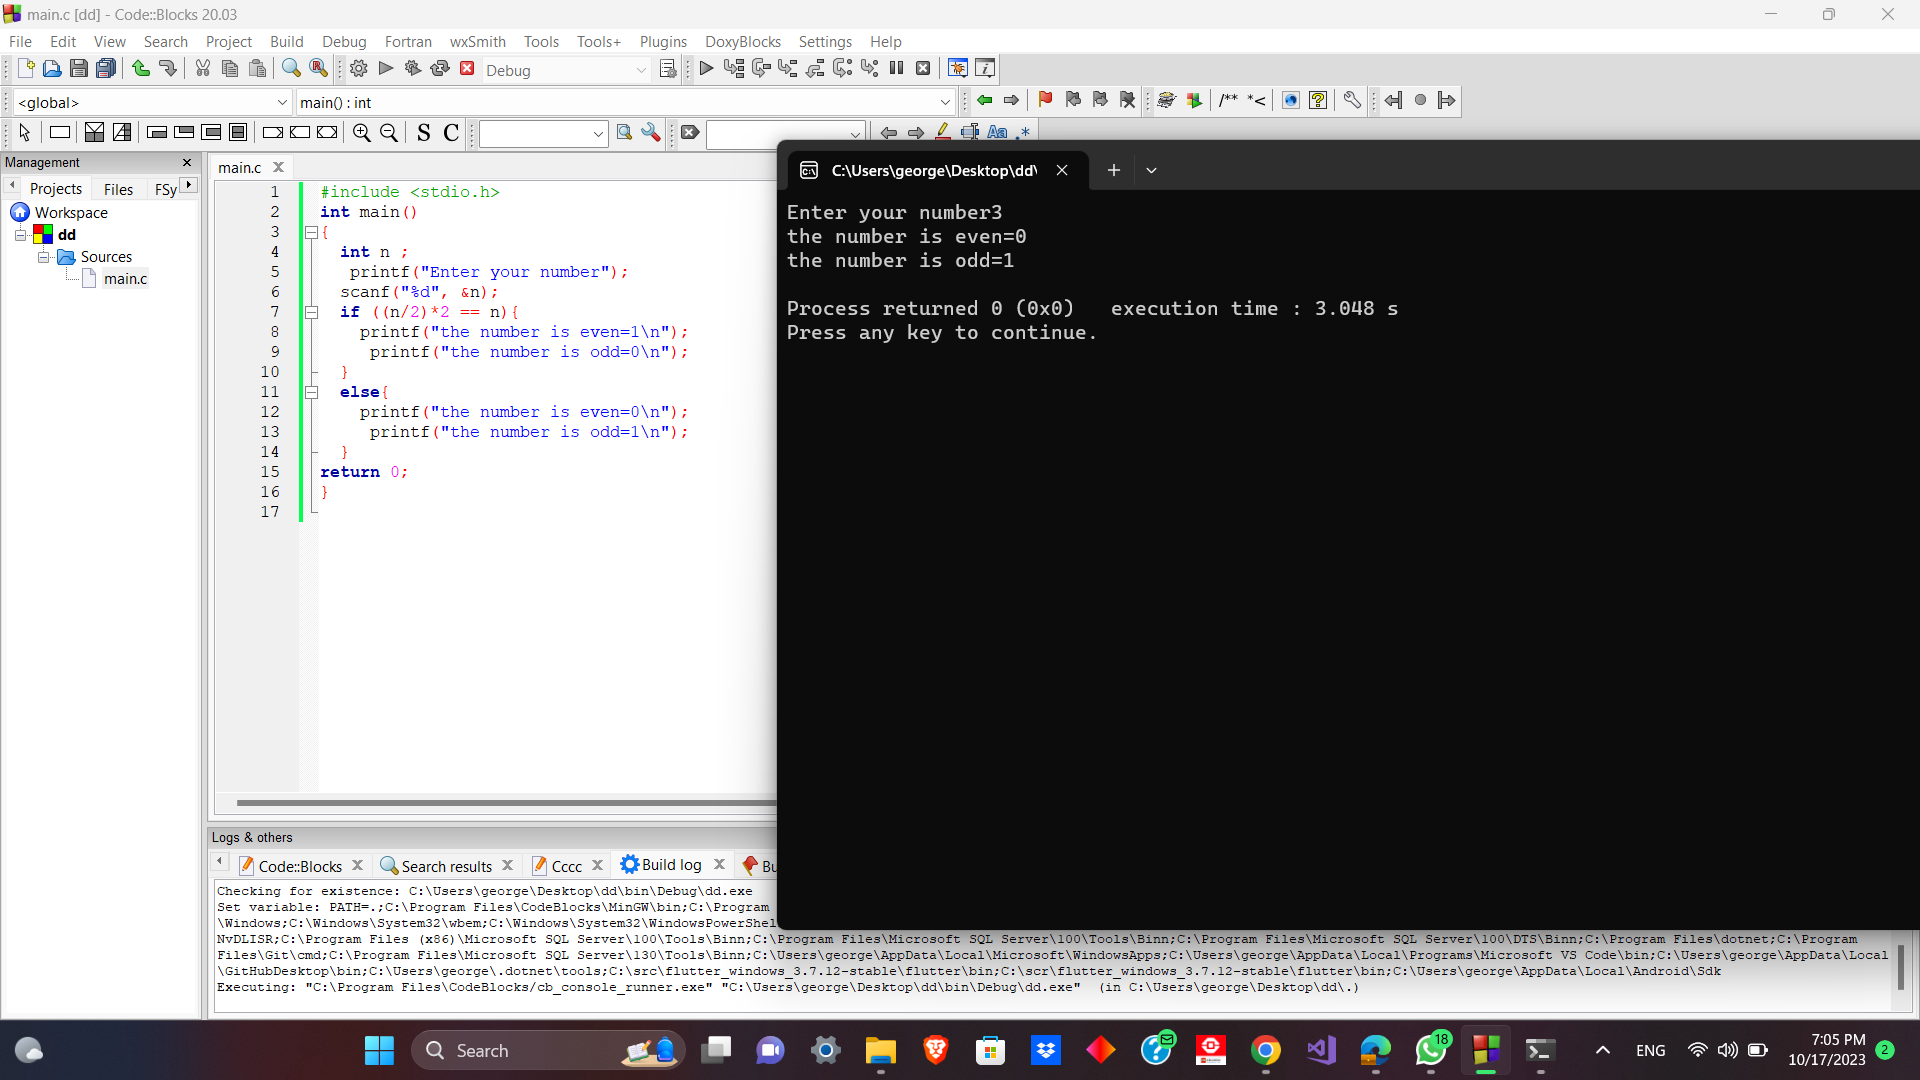 main.c [dd] - Code::Blocks 20.03
File Edit View Search Project Build Debug Fortran wxSmith Tools Tools+ Plugins DoxyBlocks Settings Help
Debug
<global> main() : int /** *<
S C Aa .*
Management
Projects Files FSy
Workspace
dd
Sources
main.c
main.c
1 #include <stdio.h>
2 int main()
3 {
4 int n ;
5 printf("Enter your number");
6 scanf("%d", &n);
7 if ((n/2)*2 == n){
8 printf("the number is even=1\n");
9 printf("the number is odd=0\n");
10 }
11 else{
12 printf("the number is even=0\n");
13 printf("the number is odd=1\n");
14 }
15 return 0;
16 }
17
C:\Users\george\Desktop\dd\
Enter your number3
the number is even=0
the number is odd=1
Process returned 0 (0x0) execution time : 3.048 s
Press any key to continue.
Logs & others
Code::Blocks Search results Cccc Build log Bu
Checking for existence: C:\Users\george\Desktop\dd\bin\Debug\dd.exe
Set variable: PATH=.;C:\Program Files\CodeBlocks\MinGW\bin;C:\Program
\Windows;C:\Windows\System32\wbem;C:\Windows\System32\WindowsPowerShel
NvDLISR;C:\Program Files (x86)\Microsoft SQL Server\100\Tools\Binn;C:\Program Files\Microsoft SQL Server\100\Tools\Binn;C:\Program Files\Microsoft SQL Server\100\DTS\Binn;C:\Program Files\dotnet;C:\Program
Files\Git\cmd;C:\Program Files\Microsoft SQL Server\130\Tools\Binn;C:\Users\george\AppData\Local\Microsoft\WindowsApps;C:\Users\george\AppData\Local\Programs\Microsoft VS Code\bin;C:\Users\george\AppData\Local
\GitHubDesktop\bin;C:\Users\george\.dotnet\tools;C:\src\flutter_windows_3.7.12-stable\flutter\bin;C:\scr\flutter_windows_3.7.12-stable\flutter\bin;C:\Users\george\AppData\Local\Android\Sdk
Executing: "C:\Program Files\CodeBlocks/cb_console_runner.exe" "C:\Users\george\Desktop\dd\bin\Debug\dd.exe" (in C:\Users\george\Desktop\dd\.)
Search
18
ENG
7:05 PM
10/17/2023
2